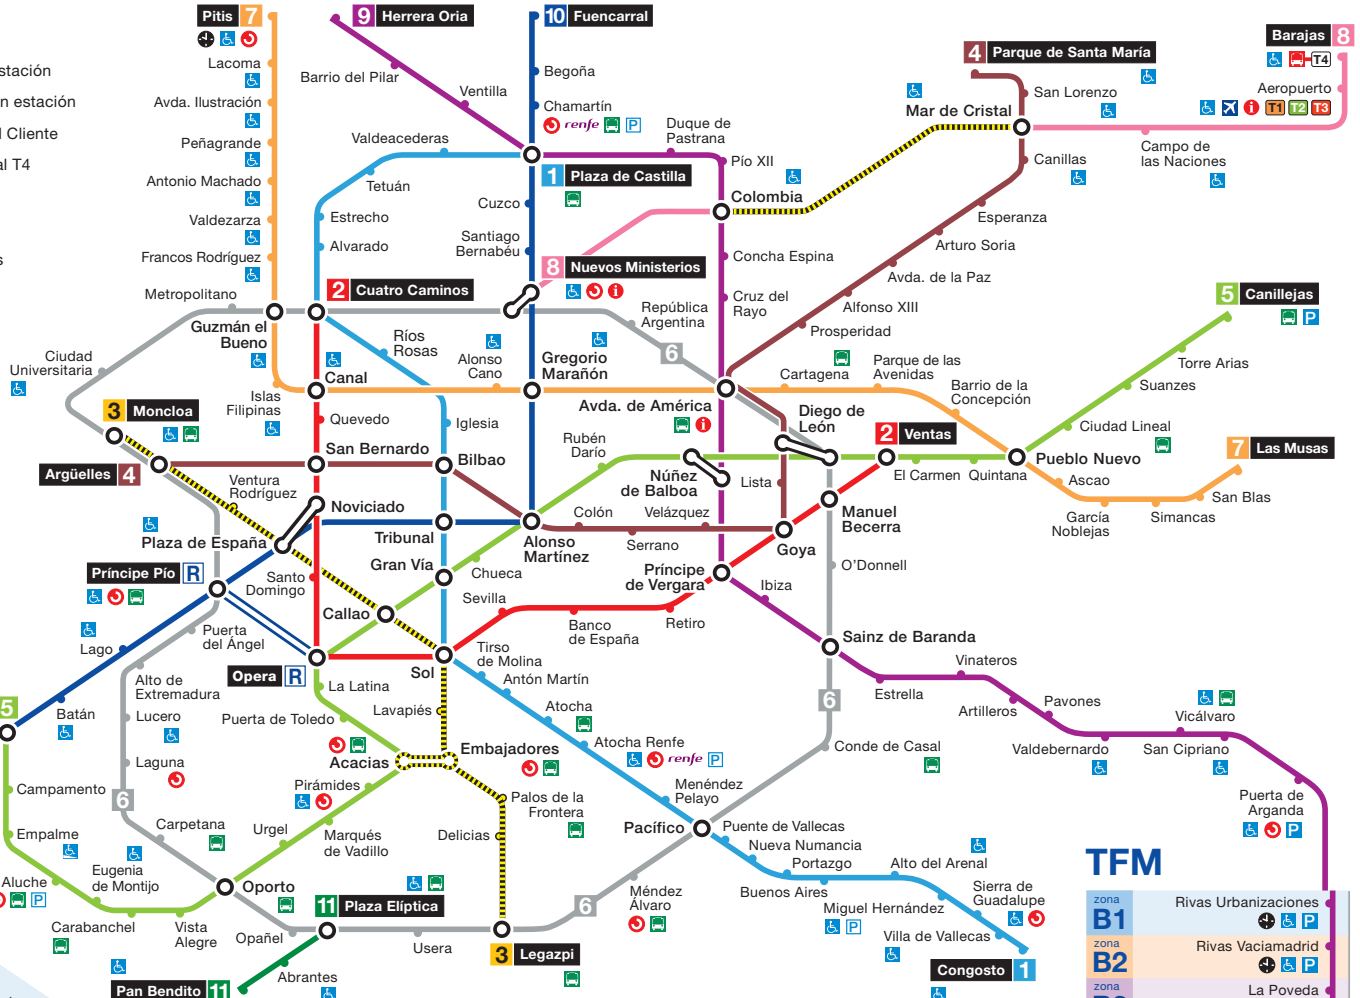 Pitis 7
9 Herrera Oria
10 Fuencarral
4 Parque de Santa María
Barajas 8
T4
stación
n estación
l Cliente
al T4
s
Lacoma
Avda. Ilustración
Peñagrande
Antonio Machado
Valdezarza
Francos Rodríguez
Metropolitano
Barrio del Pilar
Ventilla
Begoña
Chamartín
renfe P
Valdeacederas
Tetuán
Estrecho
Alvarado
Duque de
Pastrana
Pío XII
1 Plaza de Castilla
Cuzco
Santiago
Bernabéu
Colombia
Concha Espina
Cruz del
Rayo
San Lorenzo
Mar de Cristal
Canillas
Aeropuerto
T1 T2 T3
Campo de
las Naciones
Esperanza
Arturo Soria
Avda. de la Paz
Alfonso XIII
Prosperidad
8 Nuevos Ministerios
2 Cuatro Caminos
Guzmán el
Bueno
República
Argentina
6
Ríos
Rosas
Alonso
Cano
Gregorio
Marañón
Canal
Islas
Filipinas
Quevedo
Iglesia
Ciudad
Universitaria
3 Moncloa
Argüelles 4
Ventura
Rodríguez
San Bernardo
Bilbao
Rubén
Darío
Avda. de América
Cartagena
Parque de las
Avenidas
Barrio de la
Concepción
Diego de
León
2 Ventas
5 Canillejas
P
Torre Arias
Suanzes
Ciudad Lineal
7 Las Musas
Pueblo Nuevo
El Carmen
Quintana
Ascao
García
Noblejas
Simancas
San Blas
Núñez
de Balboa
Lista
Manuel
Becerra
Goya
O'Donnell
Colón
Serrano
Velázquez
Alonso
Martínez
Noviciado
Tribunal
Plaza de España
Gran Vía
Chueca
Príncipe
de Vergara
Ibiza
Príncipe Pío R
Santo
Domingo
Callao
Sevilla
Banco
de España
Retiro
Lago
Puerta
del Ángel
Opera R
Sol
Tirso
de Molina
Antón Martín
Atocha
Atocha Renfe
renfe P
Menéndez
Pelayo
Sainz de Baranda
Estrella
Vinateros
Artilleros
Pavones
Valdebernardo
Vicálvaro
San Cipriano
Puerta de
Arganda
P
6
Conde de Casal
5
Batán
Alto de
Extremadura
Lucero
Laguna
6
La Latina
Puerta de Toledo
Lavapiés
Acacias
Embajadores
Pirámides
Palos de la
Frontera
Delicias
Campamento
Empalme
Aluche
P
Eugenia
de Montijo
Carpetana
Urgel
Marqués
de Vadillo
Carabanchel
Vista
Alegre
Oporto
Opañel
11 Plaza Elíptica
Usera
3 Legazpi
Abrantes
Pan Bendito 11
Pacífico
Méndez
Álvaro
6
Puente de Vallecas
Nueva Numancia
Portazgo
Buenos Aires
Alto del Arenal
Miguel Hernández
P
Sierra de
Guadalupe
Villa de Vallecas
Congosto 1
TFM
zona
B1
Rivas Urbanizaciones
P
zona
B2
Rivas Vaciamadrid
P
zona
La Poveda